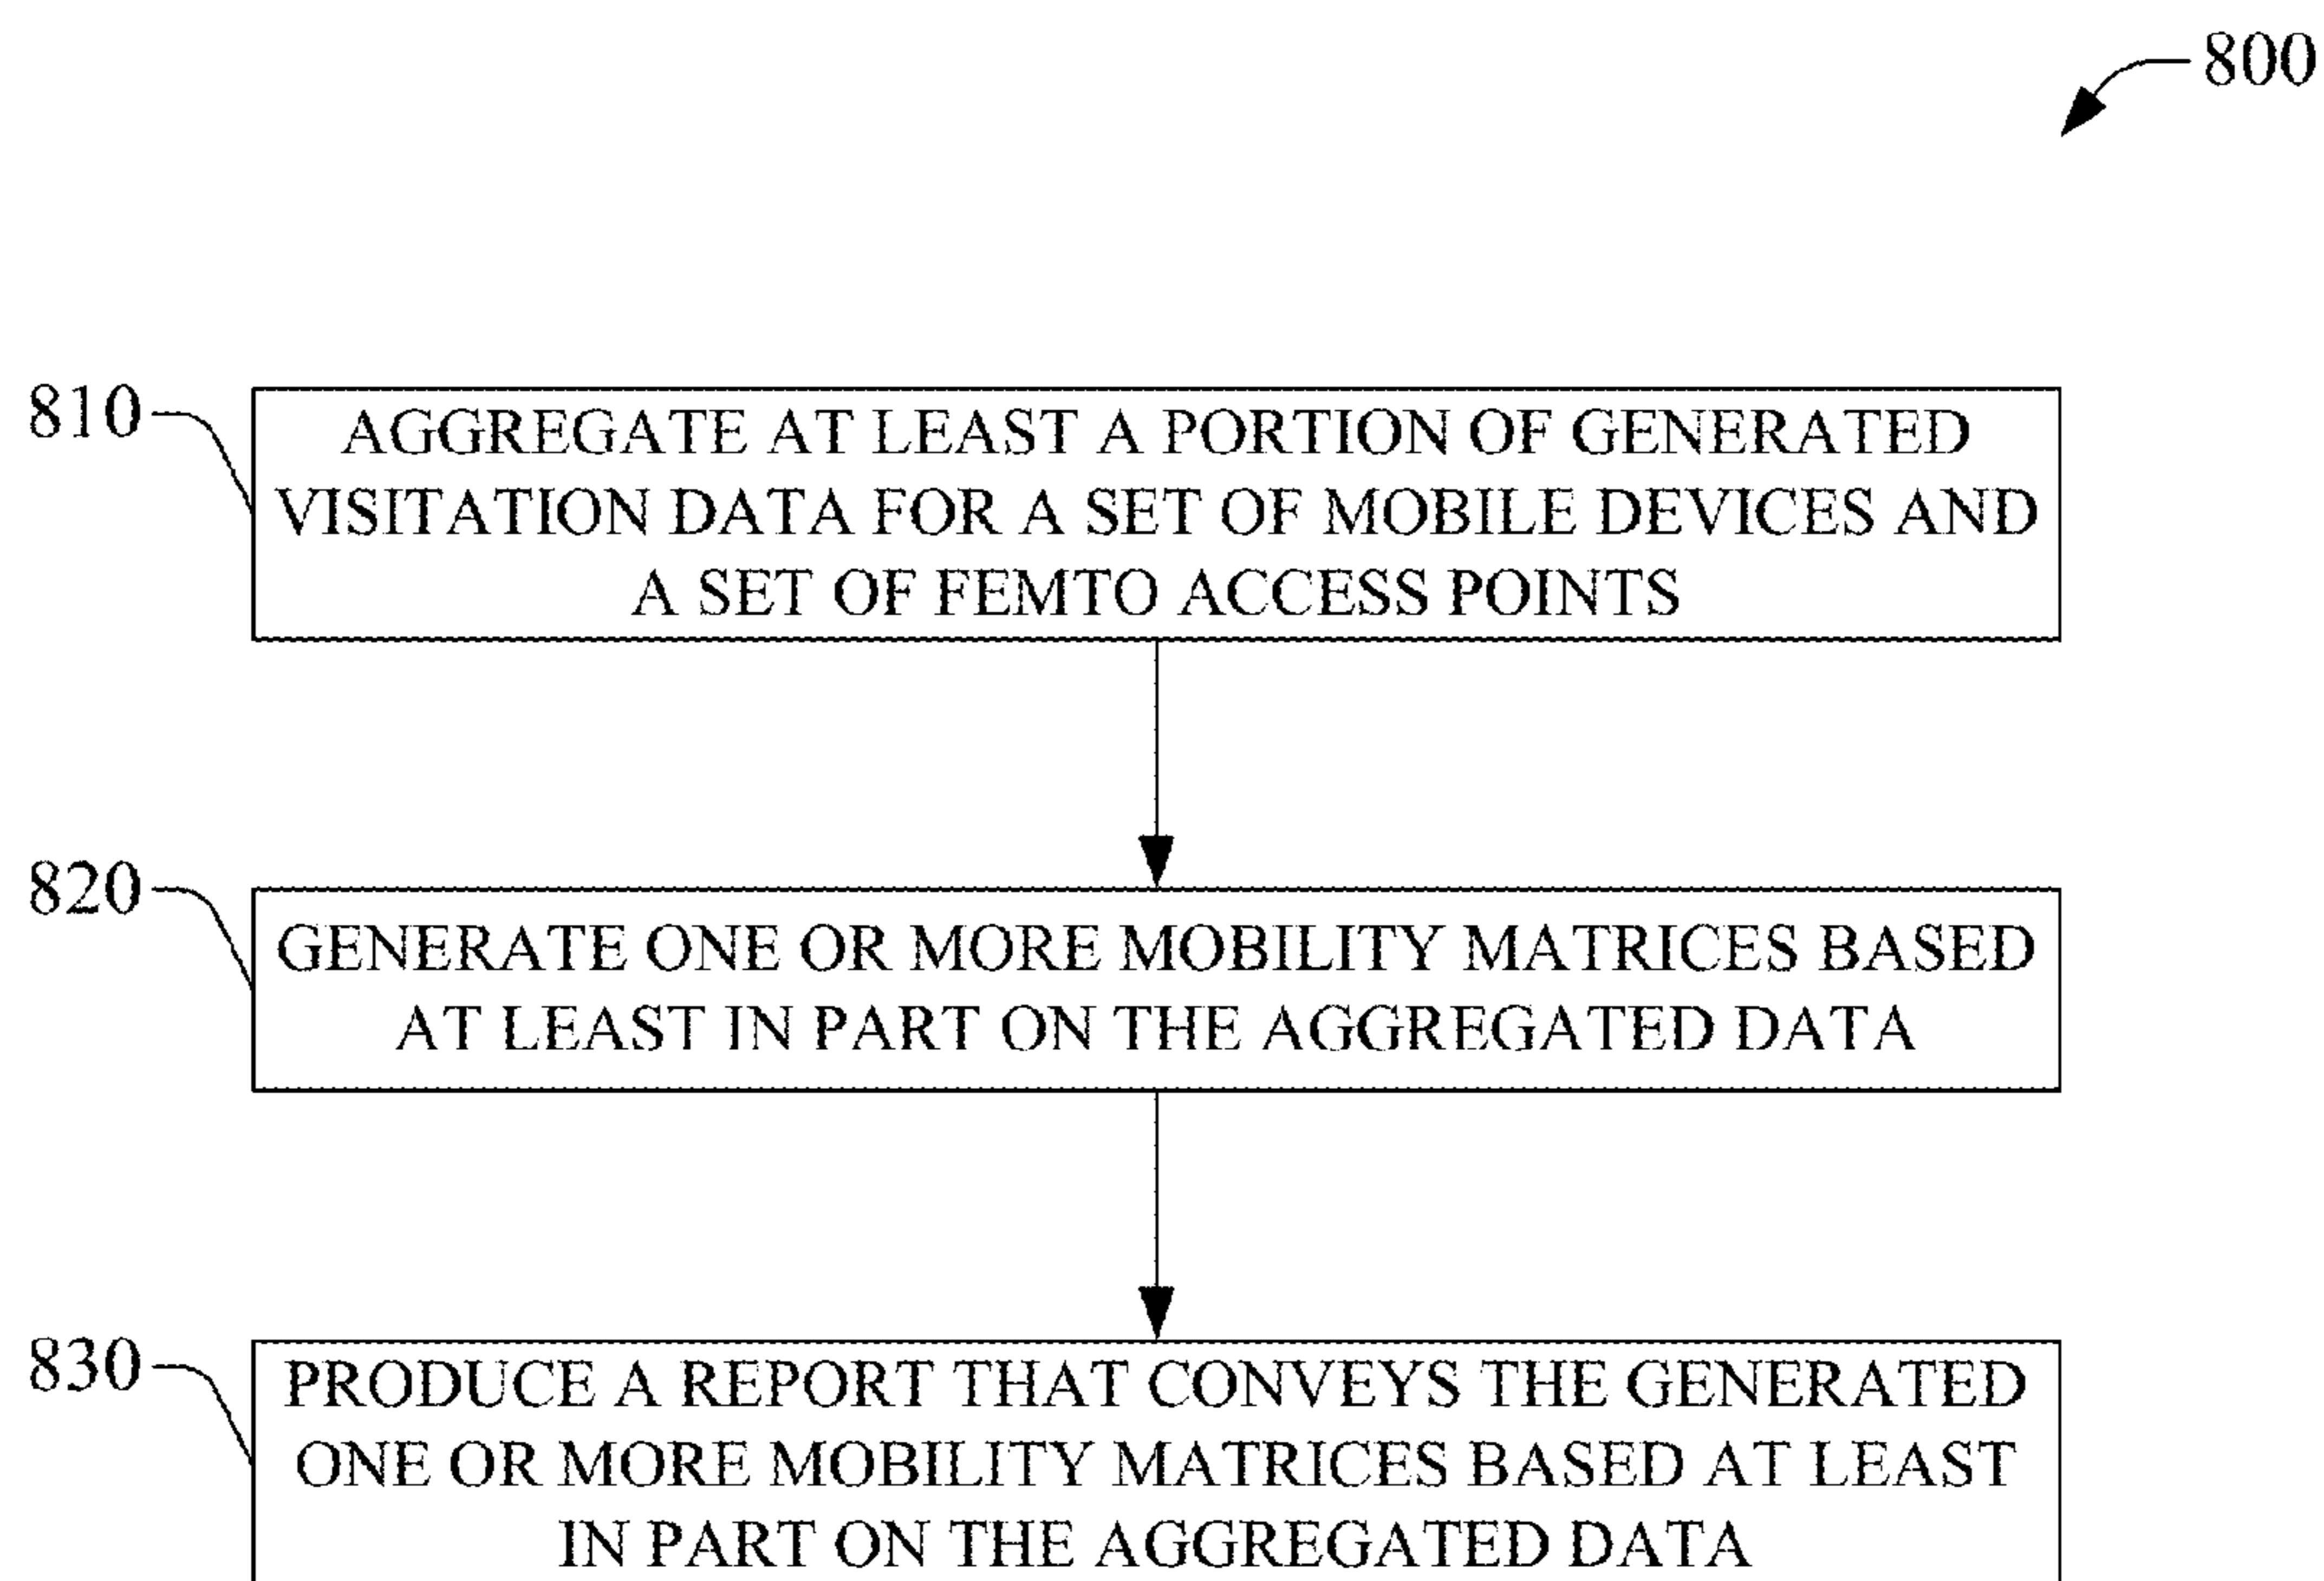 800
810
AGGREGATE AT LEAST A PORTION OF GENERATED
VISITATION DATA FOR A SET OF MOBILE DEVICES AND
A SET OF FEMTO ACCESS POINTS
820
GENERATE ONE OR MORE MOBILITY MATRICES BASED
AT LEAST IN PART ON THE AGGREGATED DATA
830
PRODUCE A REPORT THAT CONVEYS THE GENERATED
ONE OR MORE MOBILITY MATRICES BASED AT LEAST
IN PART ON THE AGGREGATED DATA